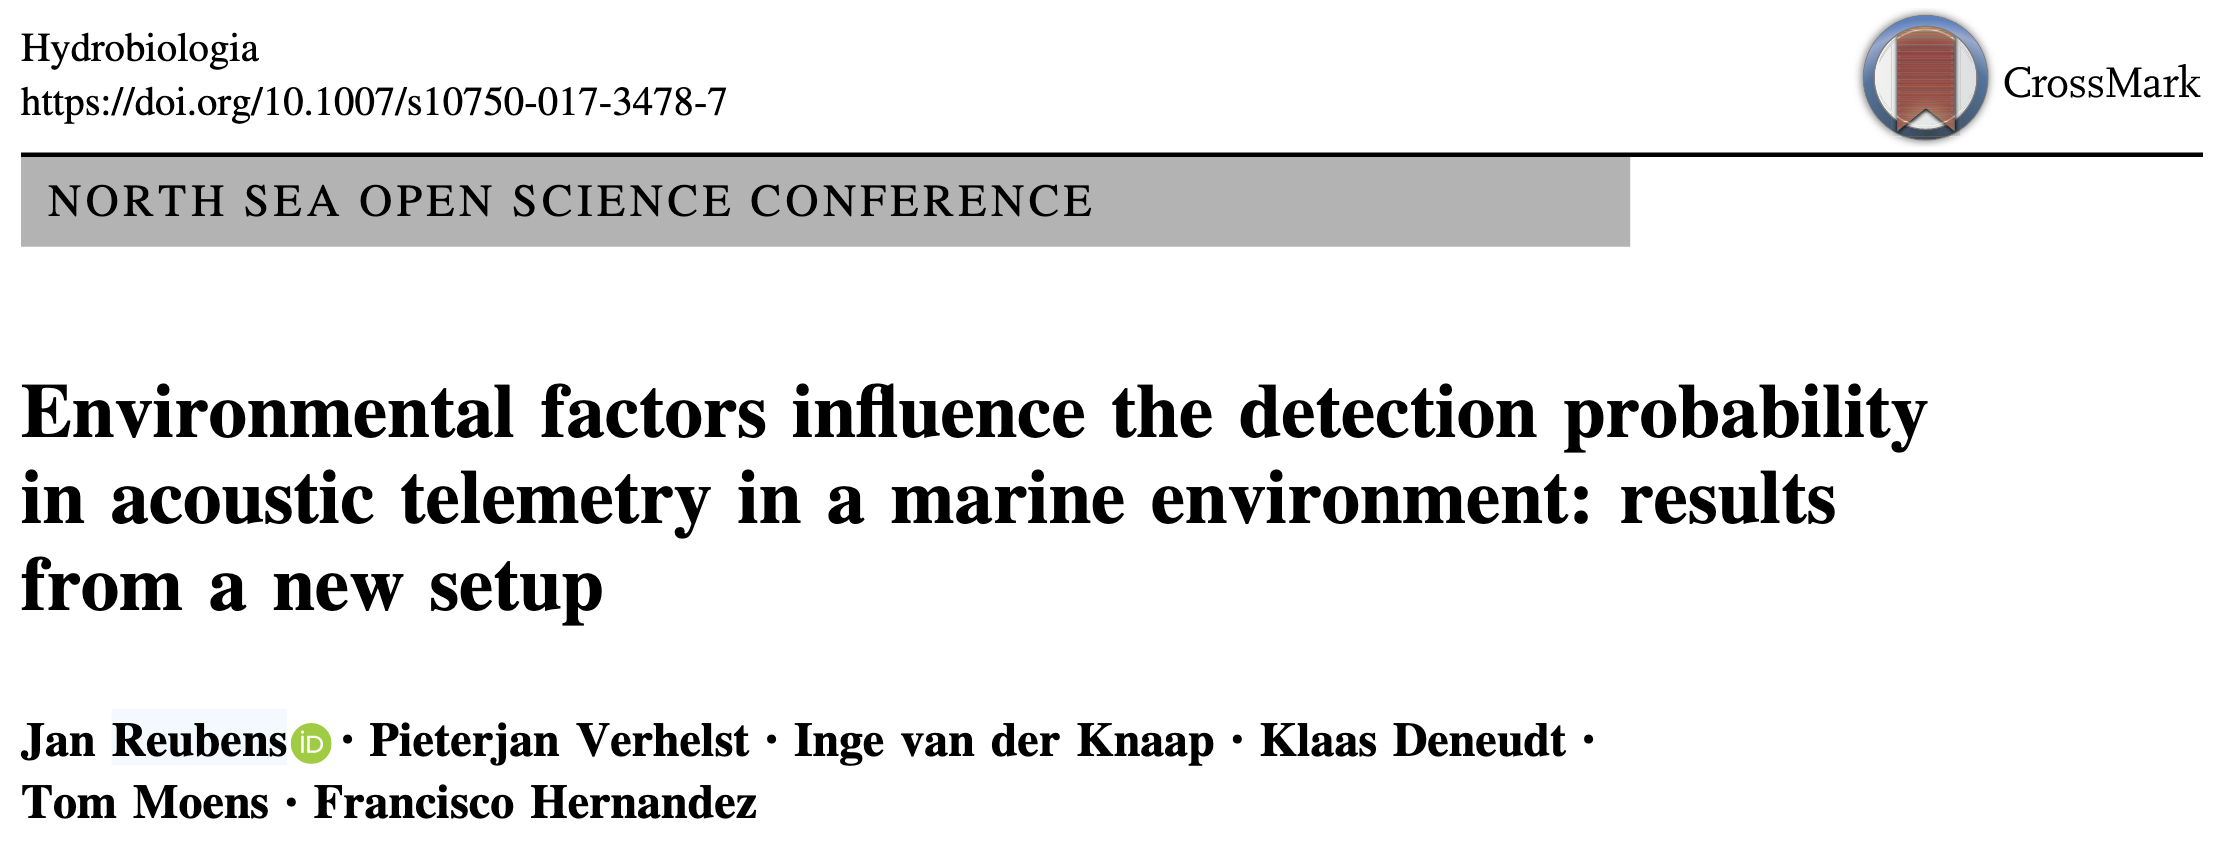 Hydrobiologia
https://doi.org/10.1007/s10750-017-3478-7
CrossMark
NORTH SEA OPEN SCIENCE CONFERENCE
Environmental factors influence the detection probability
in acoustic telemetry in a marine environment: results
from a new setup
Jan Reubens iD · Pieterjan Verhelst · Inge van der Knaap · Klaas Deneudt ·
Tom Moens · Francisco Hernandez